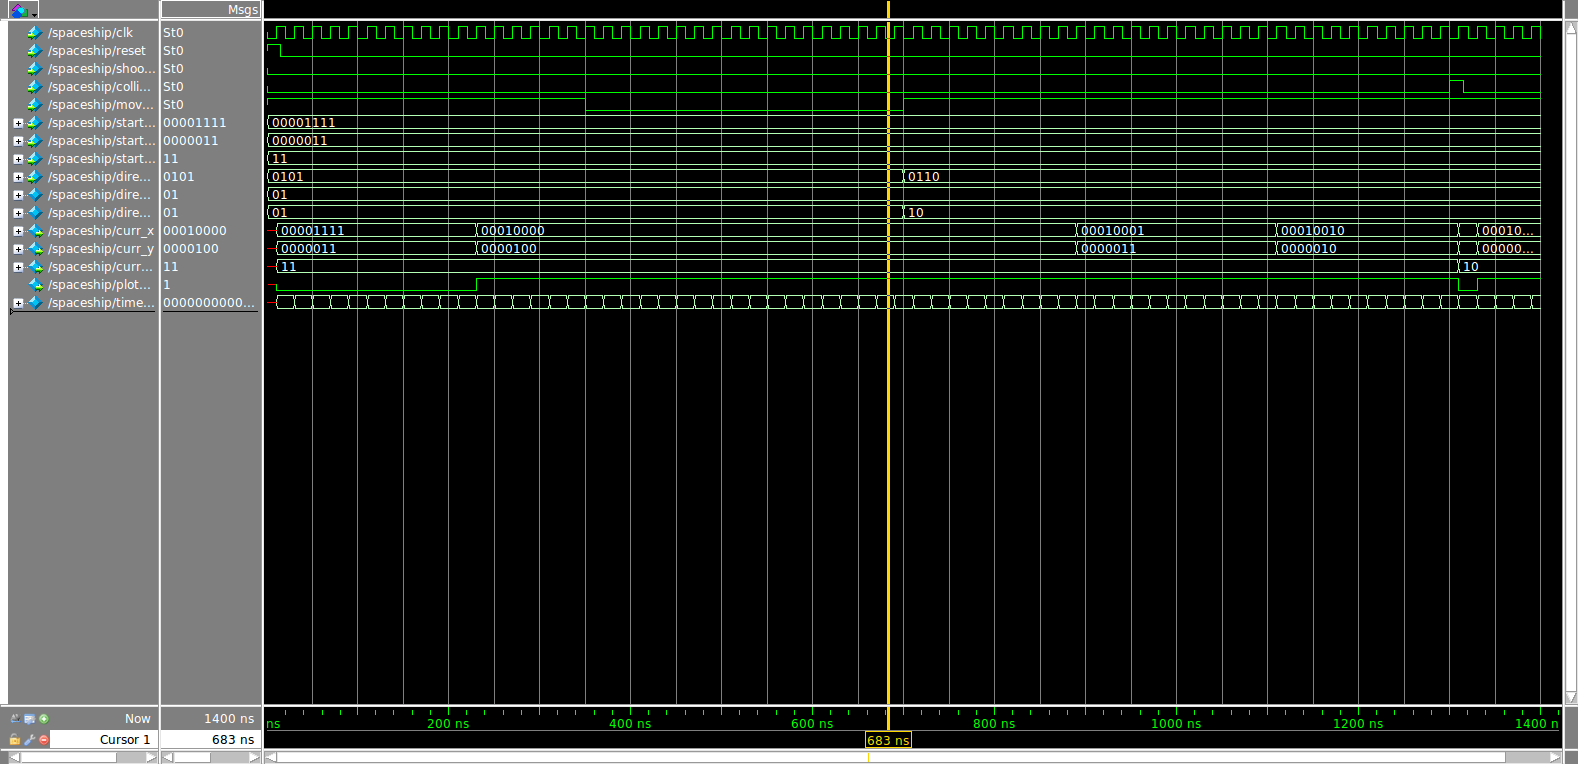 Msgs
/spaceship/clk St0
/spaceship/reset St0
/spaceship/shoo... St0
/spaceship/colli... St0
/spaceship/mov... St0
/spaceship/start... 00001111 00001111
/spaceship/start... 0000011 0000011
/spaceship/start... 11 11
/spaceship/dire... 0101 0101 0110
/spaceship/dire... 01 01
/spaceship/dire... 01 01 10
/spaceship/curr_x 00010000 00001111 00010000 00010001 00010010 00010...
/spaceship/curr_y 0000100 0000011 0000100 0000011 0000010 00000...
/spaceship/curr... 11 11 10
/spaceship/plot... 1
/spaceship/time... 0000000000...
Now 1400 ns ns 200 ns 400 ns 600 ns 800 ns 1000 ns 1200 ns 1400 n
Cursor 1 683 ns 683 ns